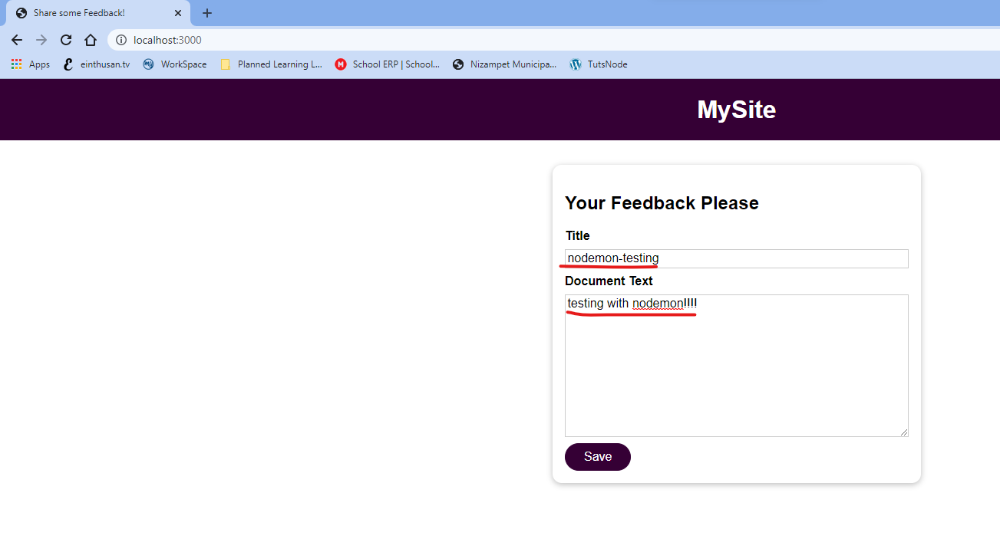 Share some Feedback!
localhost:3000
Apps einthusan.tv WorkSpace Planned Learning L... School ERP | School... Nizampet Municipa... TutsNode
MySite
Your Feedback Please
Title
nodemon-testing
Document Text
testing with nodemon!!!!
Save